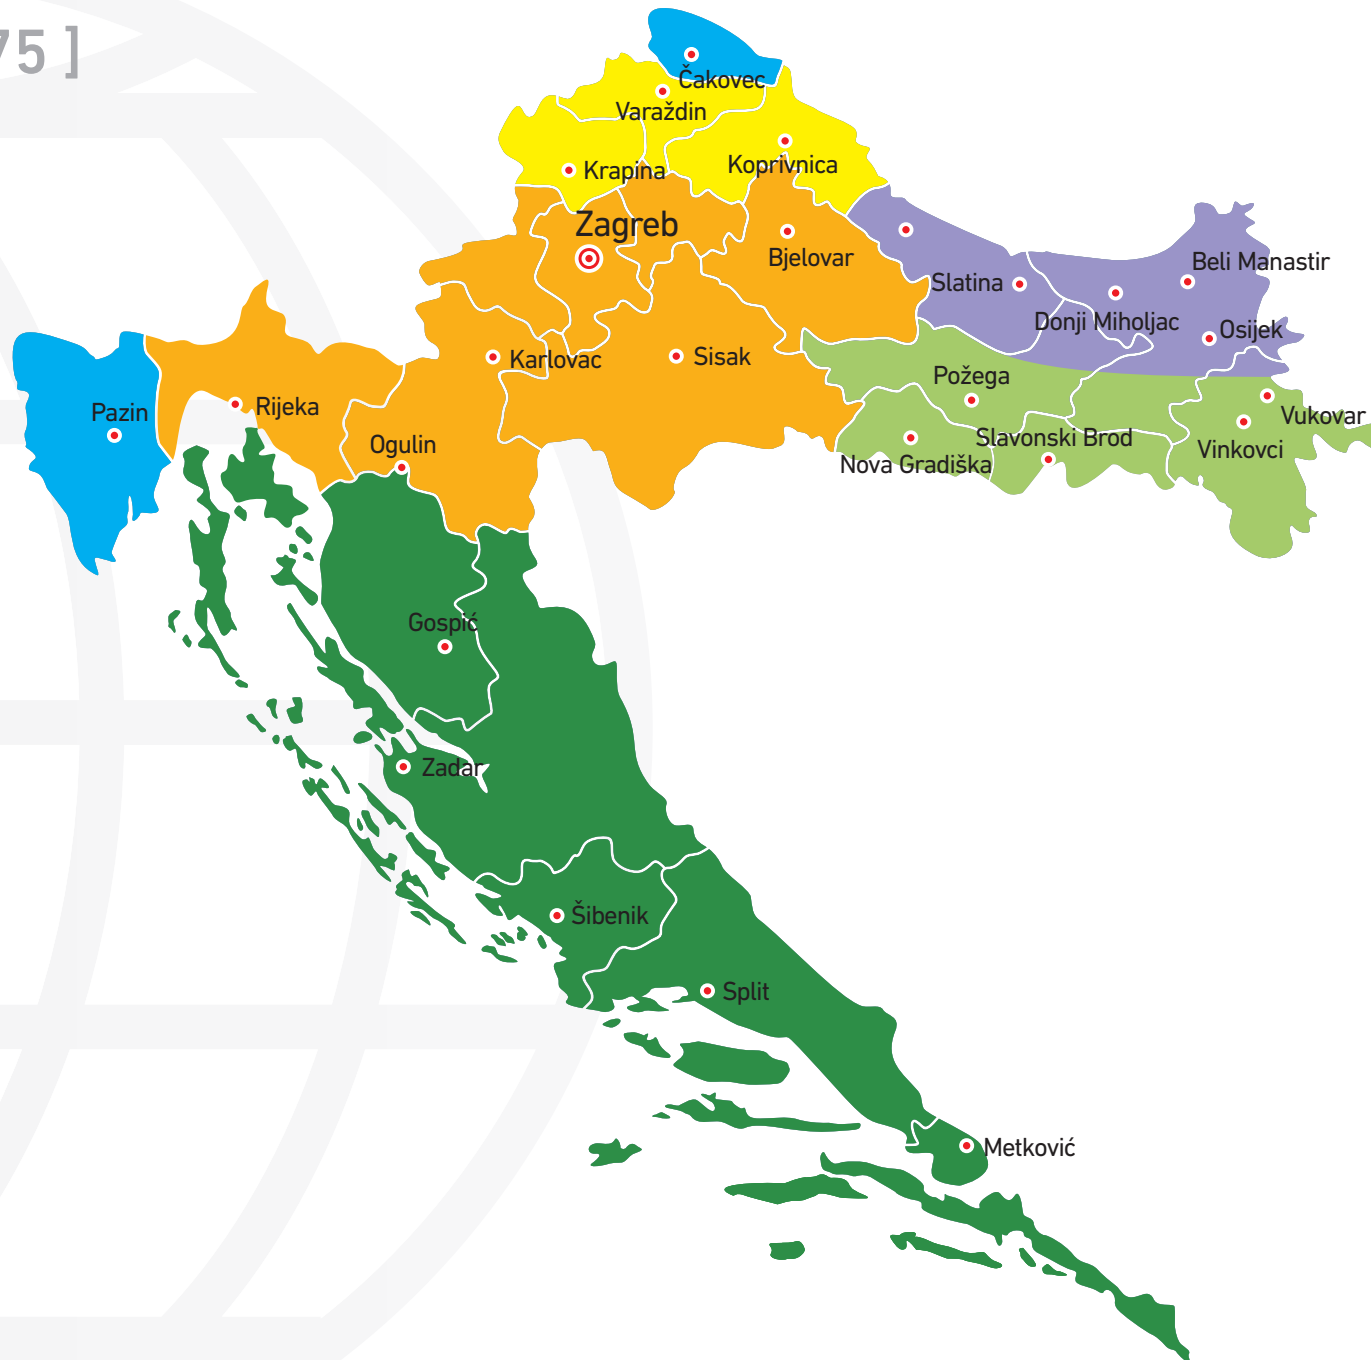 75 ]
Čakovec
Varaždin
Koprivnica
Krapina
Zagreb
Bjelovar
Beli Manastir
Slatina
Donji Miholjac
Osijek
Karlovac
Sisak
Požega
Pazin
Rijeka
Vukovar
Ogulin
Slavonski Brod
Vinkovci
Nova Gradiška
Gospić
Zadar
Šibenik
Split
Metković